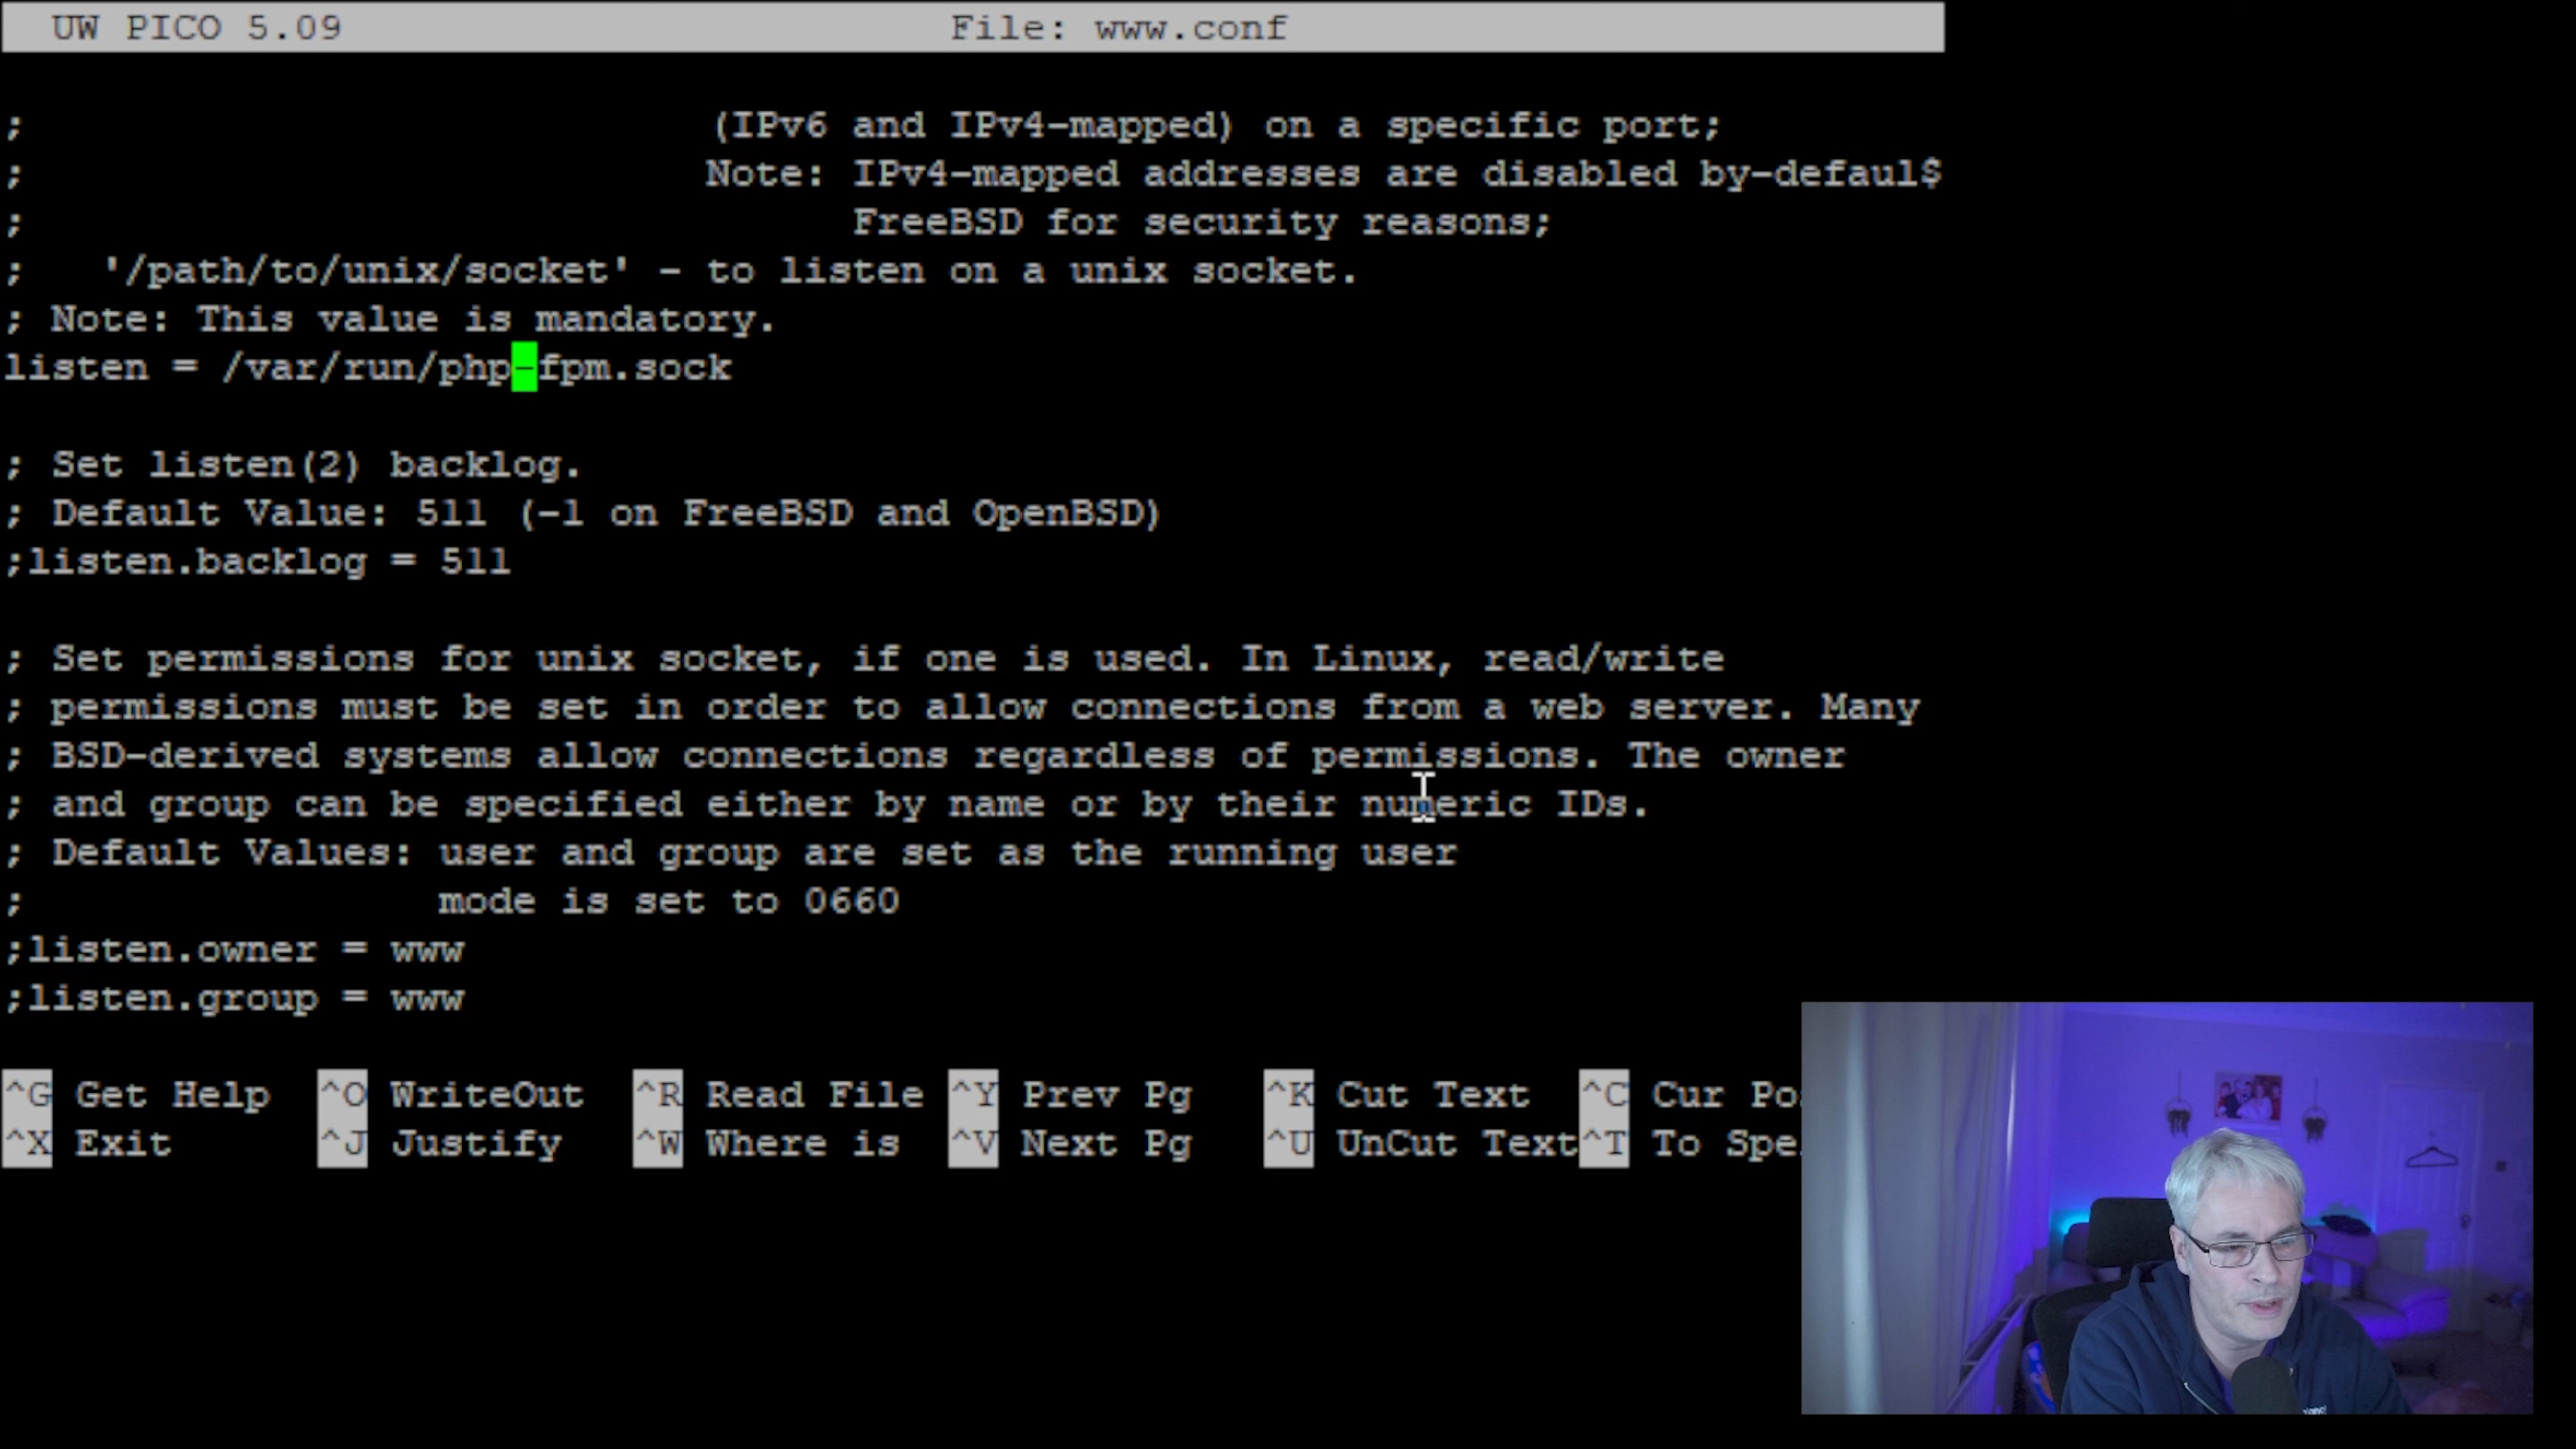 UW PICO 5.09 File: www.conf
; (IPv6 and IPv4-mapped) on a specific port;
; Note: IPv4-mapped addresses are disabled by-defaul$
; FreeBSD for security reasons;
; '/path/to/unix/socket' - to listen on a unix socket.
; Note: This value is mandatory.
listen = /var/run/php-fpm.sock
; Set listen(2) backlog.
; Default Value: 511 (-1 on FreeBSD and OpenBSD)
;listen.backlog = 511
; Set permissions for unix socket, if one is used. In Linux, read/write
; permissions must be set in order to allow connections from a web server. Many
; BSD-derived systems allow connections regardless of permissions. The owner
; and group can be specified either by name or by their numeric IDs.
; Default Values: user and group are set as the running user
; mode is set to 0660
;listen.owner = www
;listen.group = www
^G Get Help ^O WriteOut ^R Read File ^Y Prev Pg ^K Cut Text ^C Cur Po
^X Exit ^J Justify ^W Where is ^V Next Pg ^U UnCut Text ^T To Spe